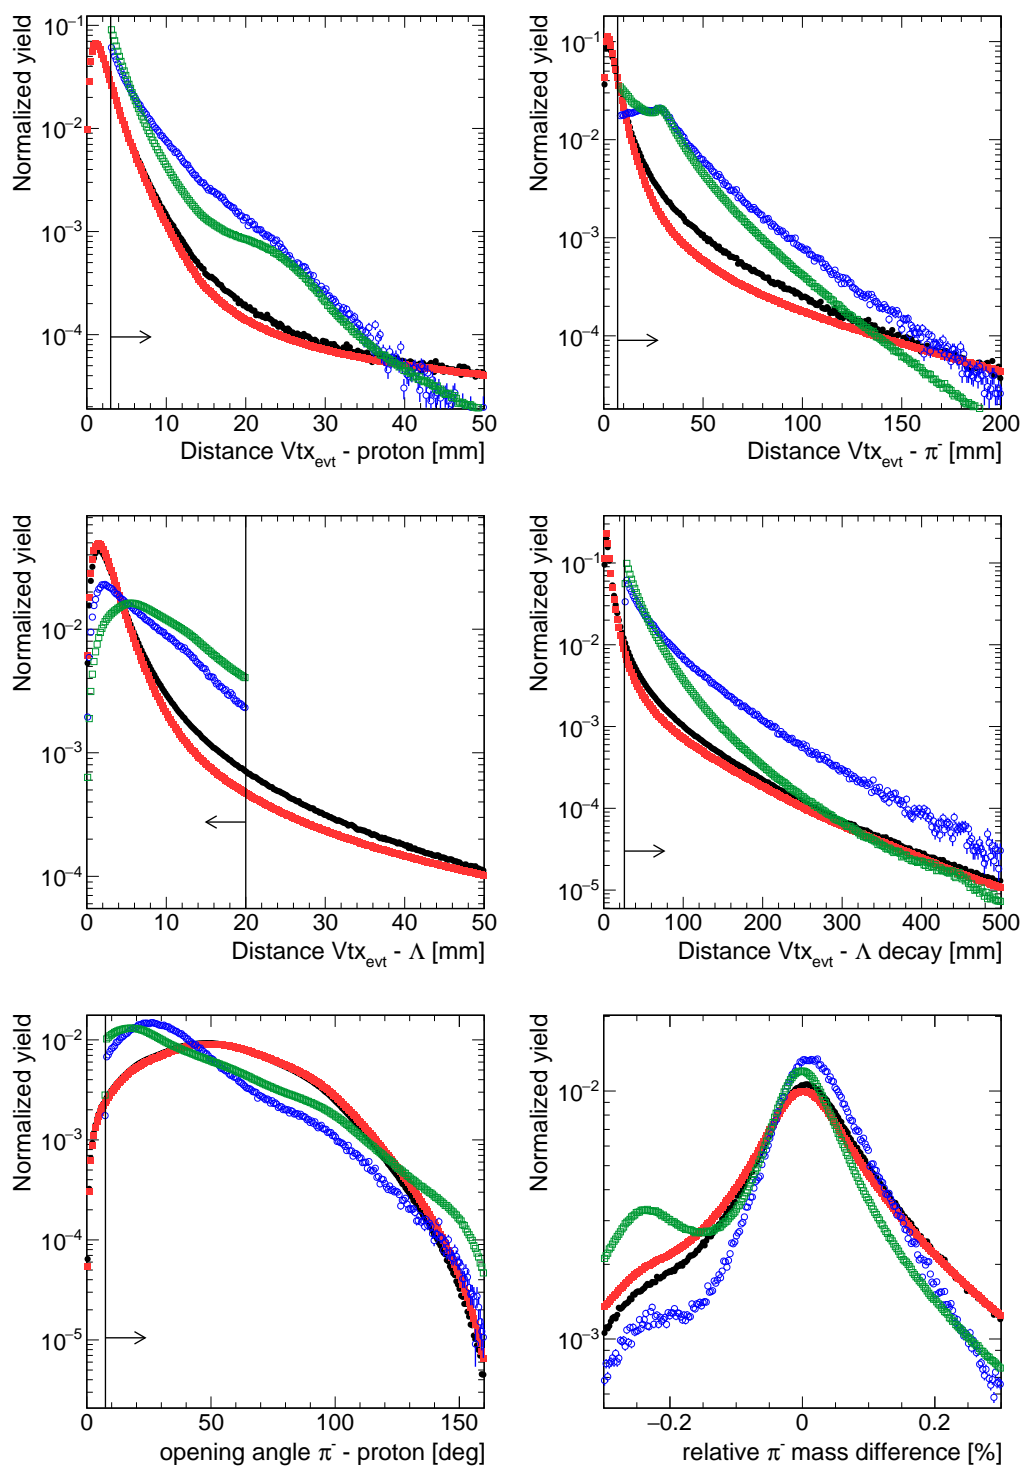 Normalized yield
10⁻¹
10⁻²
10⁻³
10⁻⁴
0 10 20 30 40 50
Distance Vtx_evt - proton [mm]
Normalized yield
10⁻¹
10⁻²
10⁻³
10⁻⁴
0 50 100 150 200
Distance Vtx_evt - π⁻ [mm]
Normalized yield
10⁻²
10⁻³
10⁻⁴
0 10 20 30 40 50
Distance Vtx_evt - Λ [mm]
Normalized yield
10⁻¹
10⁻²
10⁻³
10⁻⁴
10⁻⁵
0 100 200 300 400 500
Distance Vtx_evt - Λ decay [mm]
Normalized yield
10⁻²
10⁻³
10⁻⁴
10⁻⁵
0 50 100 150
opening angle π⁻ - proton [deg]
Normalized yield
10⁻²
10⁻³
−0.2 0 0.2
relative π⁻ mass difference [%]